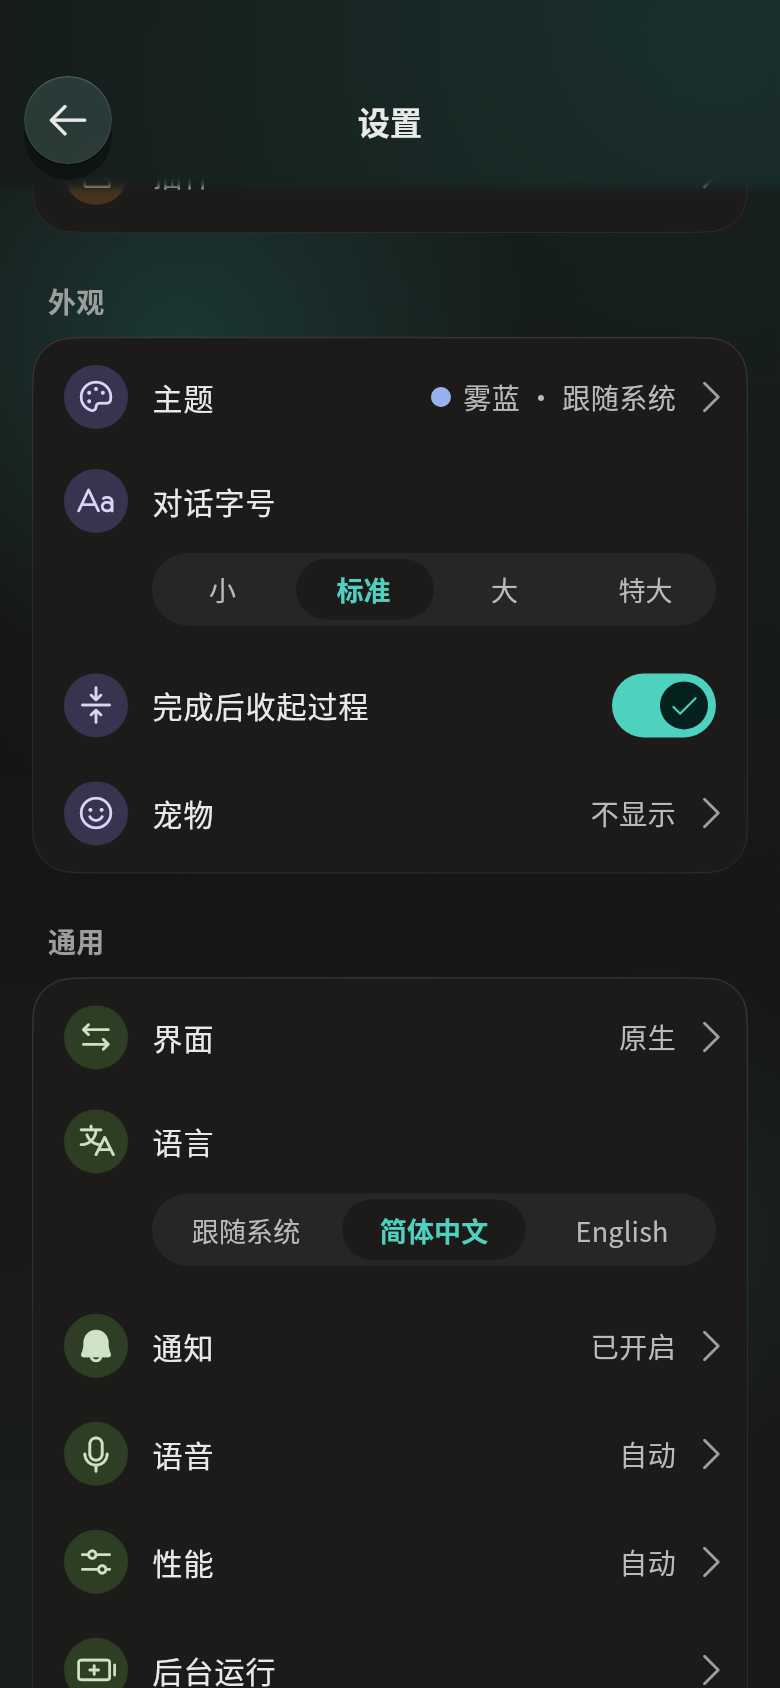 设置
外观
主题
雾蓝 · 跟随系统
Aa
对话字号
小 标准 大 特大
完成后收起过程
宠物
不显示
通用
界面
原生
语言
跟随系统 简体中文 English
通知
已开启
语音
自动
性能
自动
后台运行